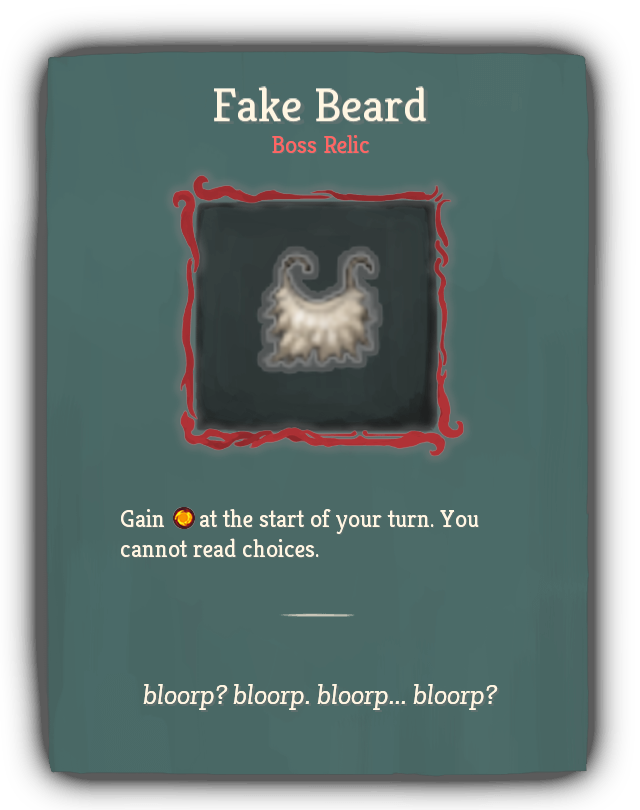 Fake Beard
Boss Relic
Gain at the start of your turn. You
cannot read choices.
bloorp? bloorp. bloorp... bloorp?